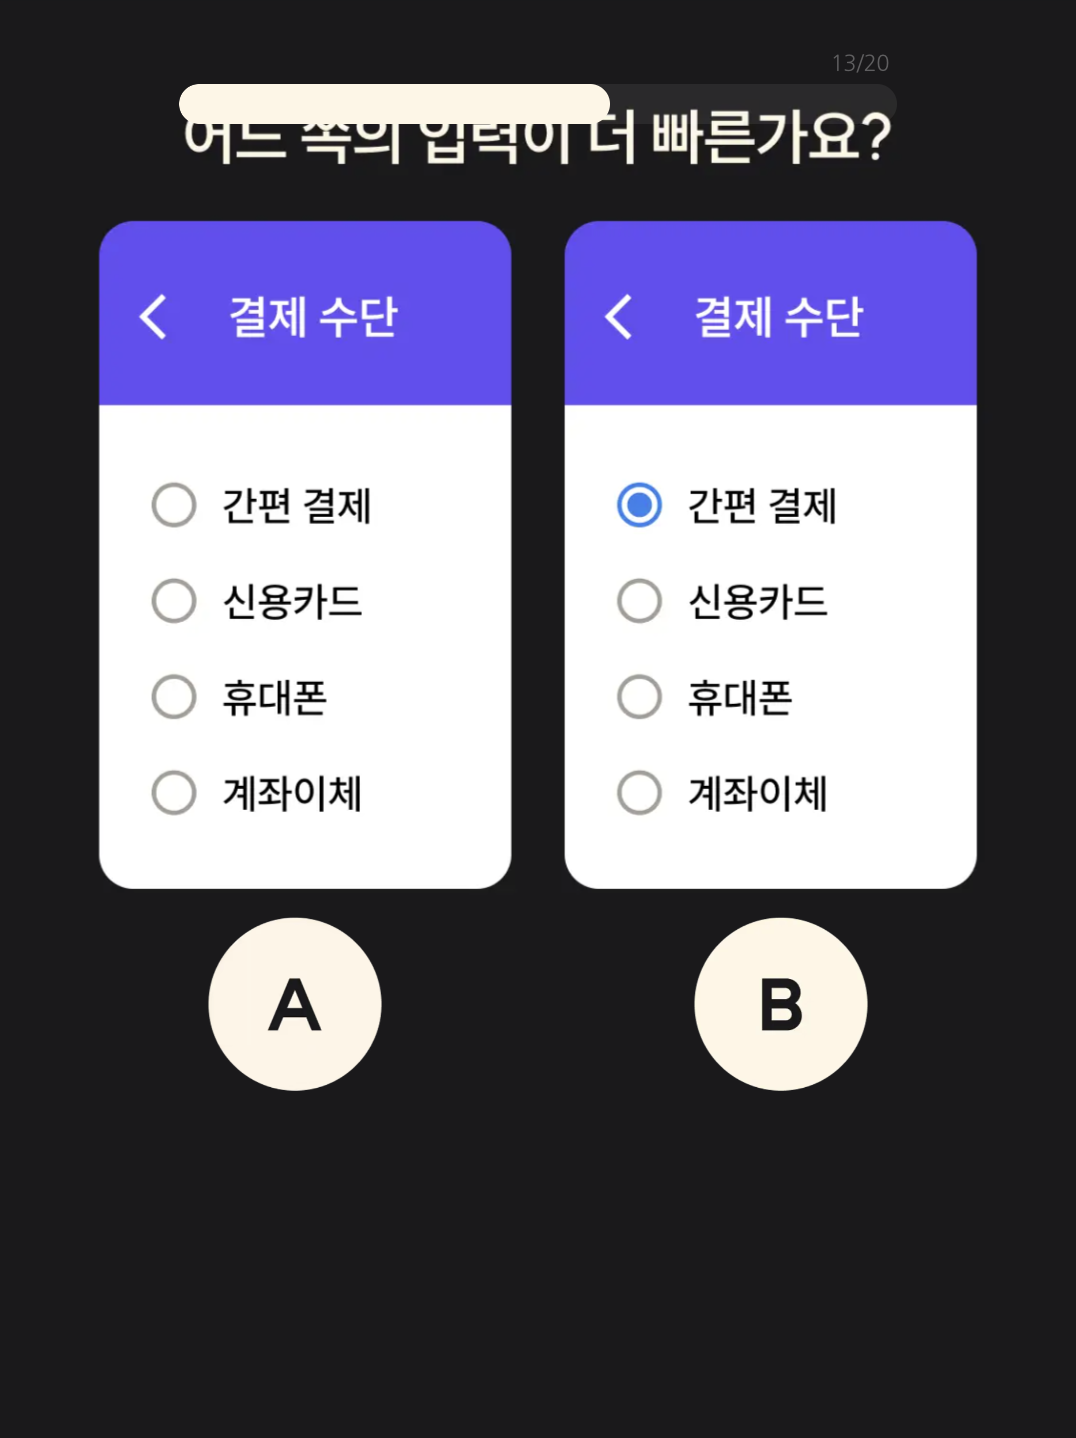 13/20
어느 쪽의 입력이 더 빠른가요?
결제 수단
간편 결제
신용카드
휴대폰
계좌이체
A
결제 수단
간편 결제
신용카드
휴대폰
계좌이체
B